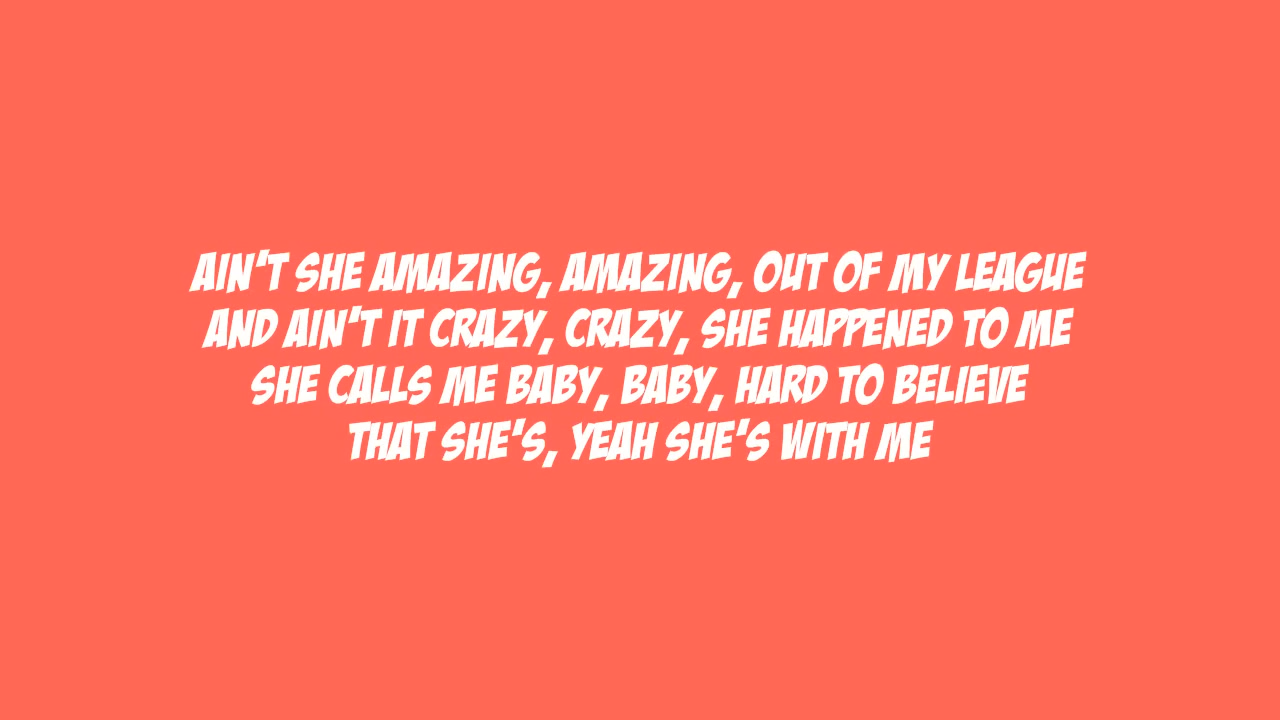 AIN'T SHE AMAZING, AMAZING, OUT OF MY LEAGUE
AND AIN'T IT CRAZY, CRAZY, SHE HAPPENED TO ME
SHE CALLS ME BABY, BABY, HARD TO BELIEVE
THAT SHE'S, YEAH SHE'S WITH ME